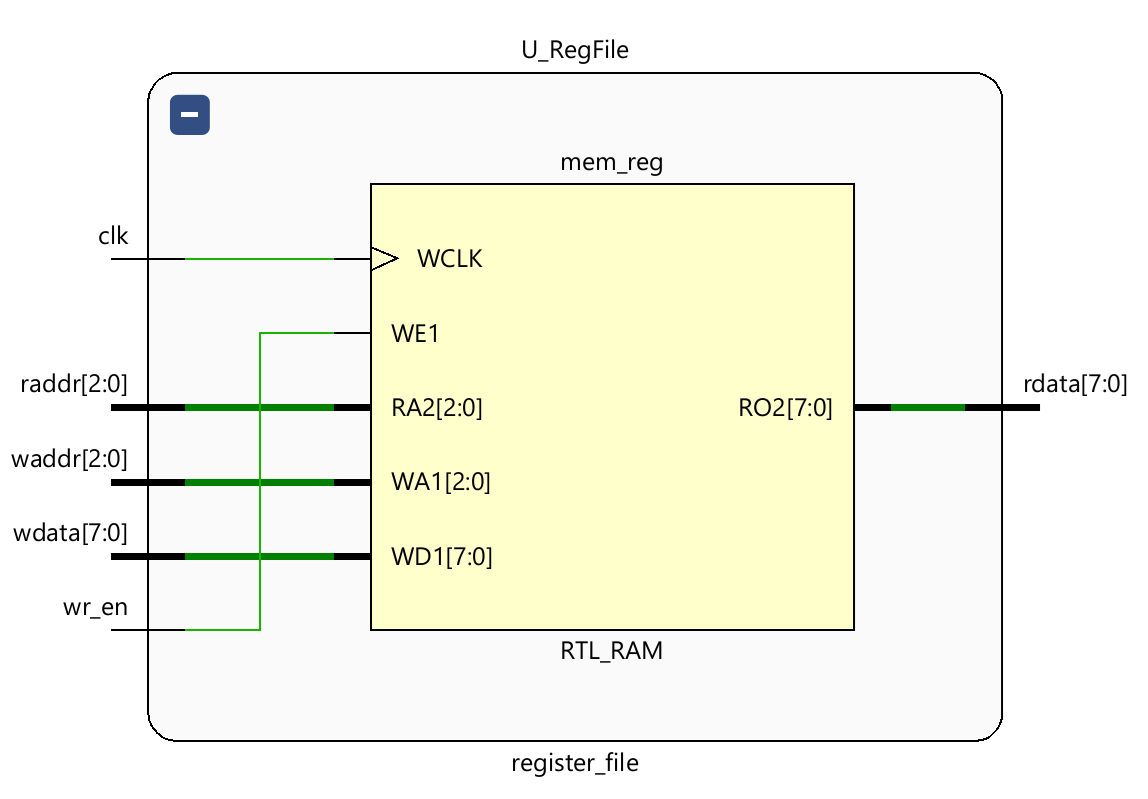 U_RegFile
mem_reg
clk
WCLK
WE1
raddr[2:0]
RA2[2:0]
RO2[7:0]
rdata[7:0]
waddr[2:0]
WA1[2:0]
wdata[7:0]
WD1[7:0]
wr_en
RTL_RAM
register_file